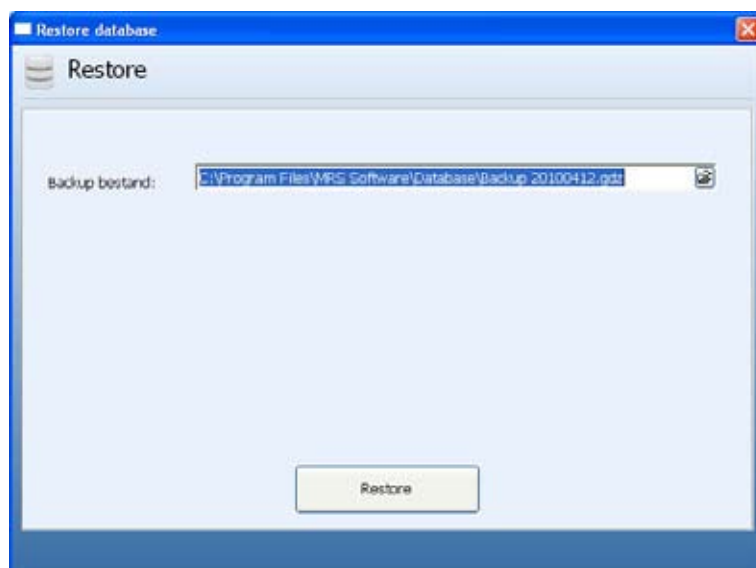 Restore database
Restore
Backup bestand:
C:\Program Files\MRS Software\Database\Backup 20100412.gdz
Restore